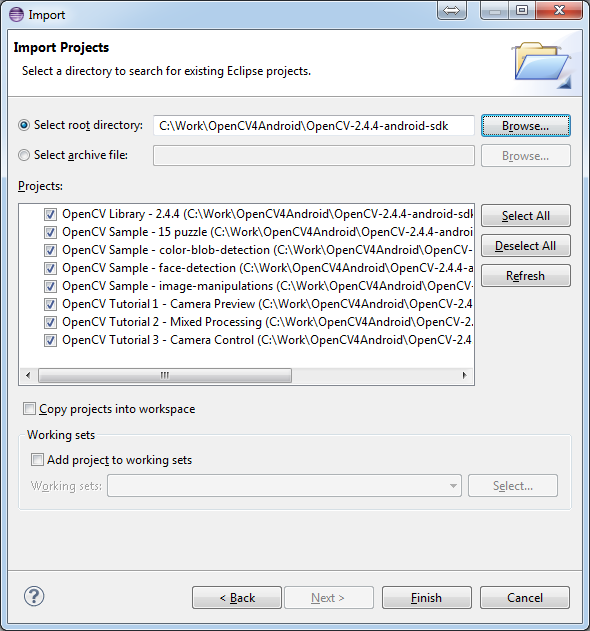 Import
Import Projects
Select a directory to search for existing Eclipse projects.
Select root directory: C:\Work\OpenCV4Android\OpenCV-2.4.4-android-sdk Browse...
Select archive file: Browse...
Projects:
OpenCV Library - 2.4.4 (C:\Work\OpenCV4Android\OpenCV-2.4.4-android-sdk
OpenCV Sample - 15 puzzle (C:\Work\OpenCV4Android\OpenCV-2.4.4-andro
OpenCV Sample - color-blob-detection (C:\Work\OpenCV4Android\OpenCV-
OpenCV Sample - face-detection (C:\Work\OpenCV4Android\OpenCV-2.4.4-a
OpenCV Sample - image-manipulations (C:\Work\OpenCV4Android\OpenCV-
OpenCV Tutorial 1 - Camera Preview (C:\Work\OpenCV4Android\OpenCV-2.4
OpenCV Tutorial 2 - Mixed Processing (C:\Work\OpenCV4Android\OpenCV-2.
OpenCV Tutorial 3 - Camera Control (C:\Work\OpenCV4Android\OpenCV-2.4
Select All
Deselect All
Refresh
Copy projects into workspace
Working sets
Add project to working sets
Working sets: Select...
? < Back Next > Finish Cancel